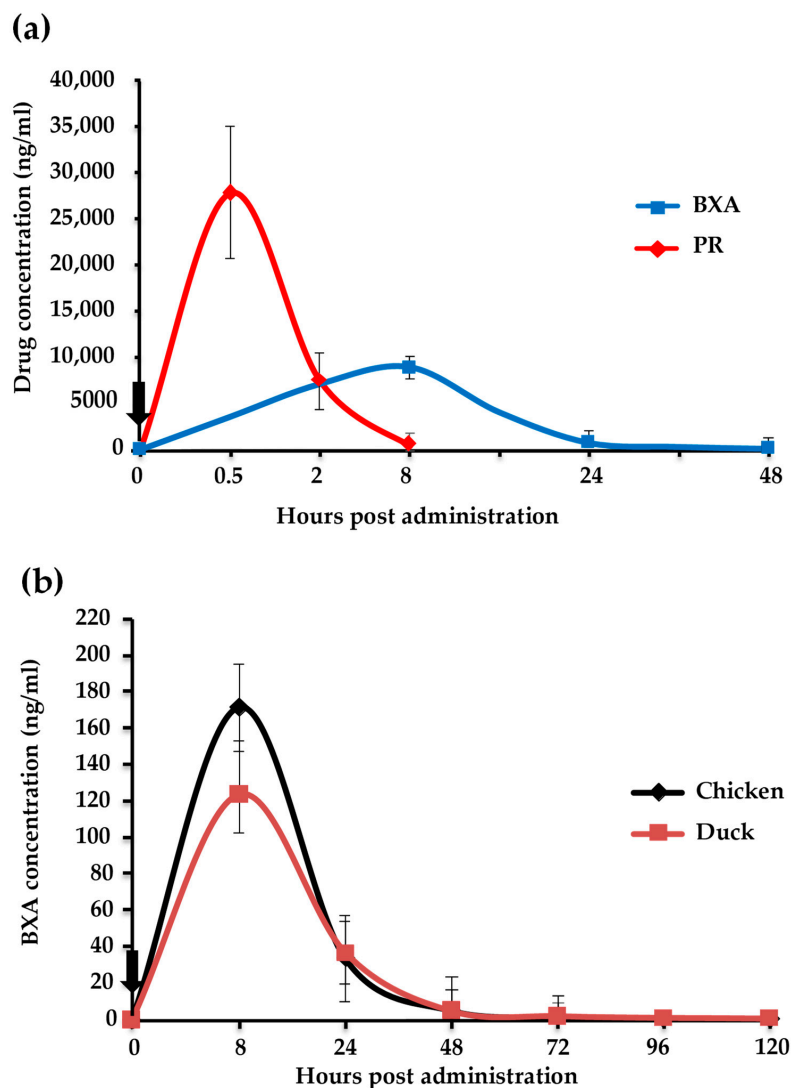 (a)
40,000
35,000
30,000
25,000
20,000
15,000
10,000
5000
0
Drug concentration (ng/ml)
BXA
PR
0 0.5 2 8 24 48
Hours post administration
(b)
220
200
180
160
140
120
100
80
60
40
20
0
BXA concentration (ng/ml)
Chicken
Duck
0 8 24 48 72 96 120
Hours post administration